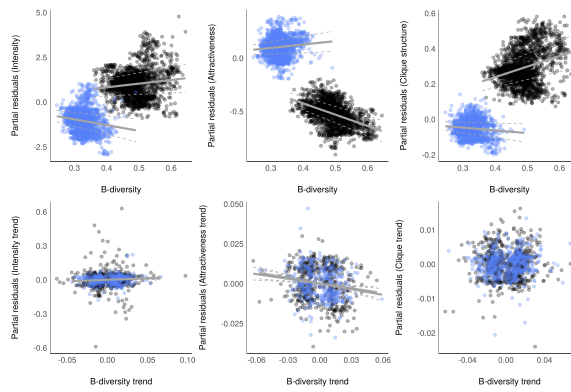 Partial residuals (Intensity)
5.0
2.5
0.0
-2.5
0.3 0.4 0.5 0.6
B-diversity
Partial residuals (Attractiveness)
0.0
-0.5
0.3 0.4 0.5 0.6
B-diversity
Partial residuals (Clique structure)
0.6
0.4
0.2
0.0
-0.2
0.3 0.4 0.5 0.6
B-diversity
Partial residuals (Intensity trend)
0.6
0.3
0.0
-0.3
-0.6
-0.05 0.00 0.05 0.10
B-diversity trend
Partial residuals (Attractiveness trend)
0.050
0.025
0.000
-0.025
-0.06 -0.03 0.00 0.03 0.06
B-diversity trend
Partial residuals (Clique trend)
0.01
0.00
-0.01
-0.02
-0.04 0.00 0.04
B-diversity trend